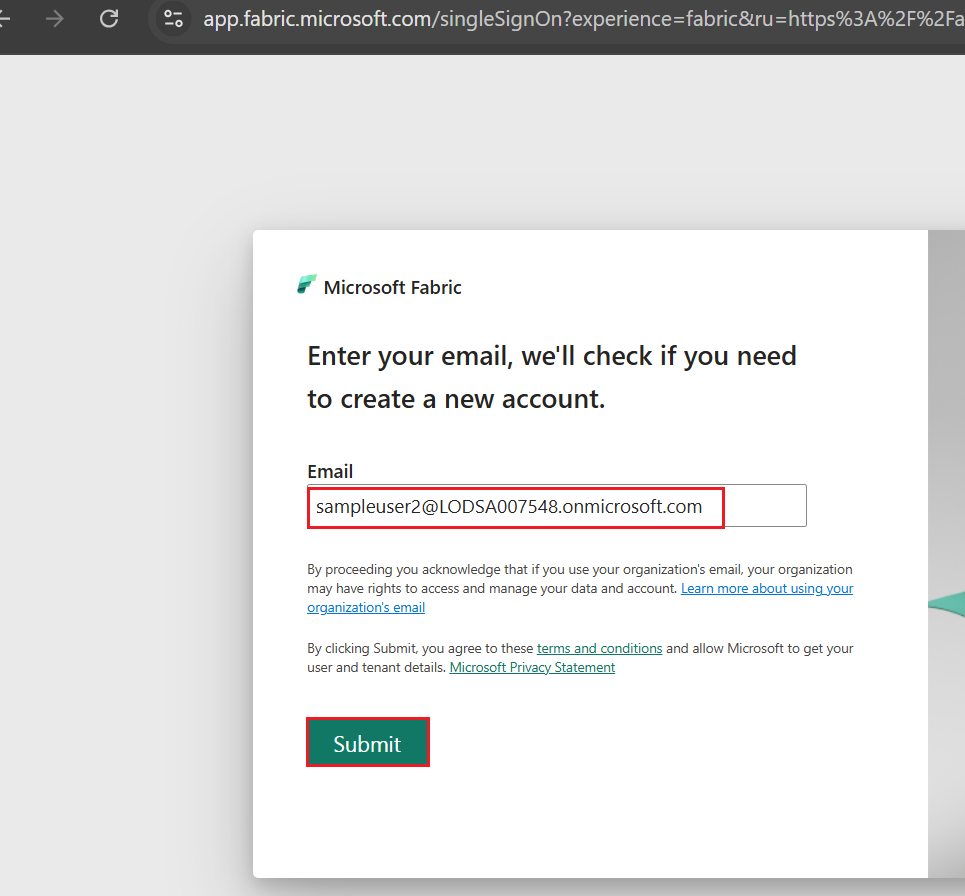 app.fabric.microsoft.com/singleSignOn?experience=fabric&ru=https%3A%2F%2Fa
Microsoft Fabric
Enter your email, we'll check if you need
to create a new account.
Email
sampleuser2@LODSA007548.onmicrosoft.com
By proceeding you acknowledge that if you use your organization's email, your organization
may have rights to access and manage your data and account. Learn more about using your
organization's email
By clicking Submit, you agree to these terms and conditions and allow Microsoft to get your
user and tenant details. Microsoft Privacy Statement
Submit